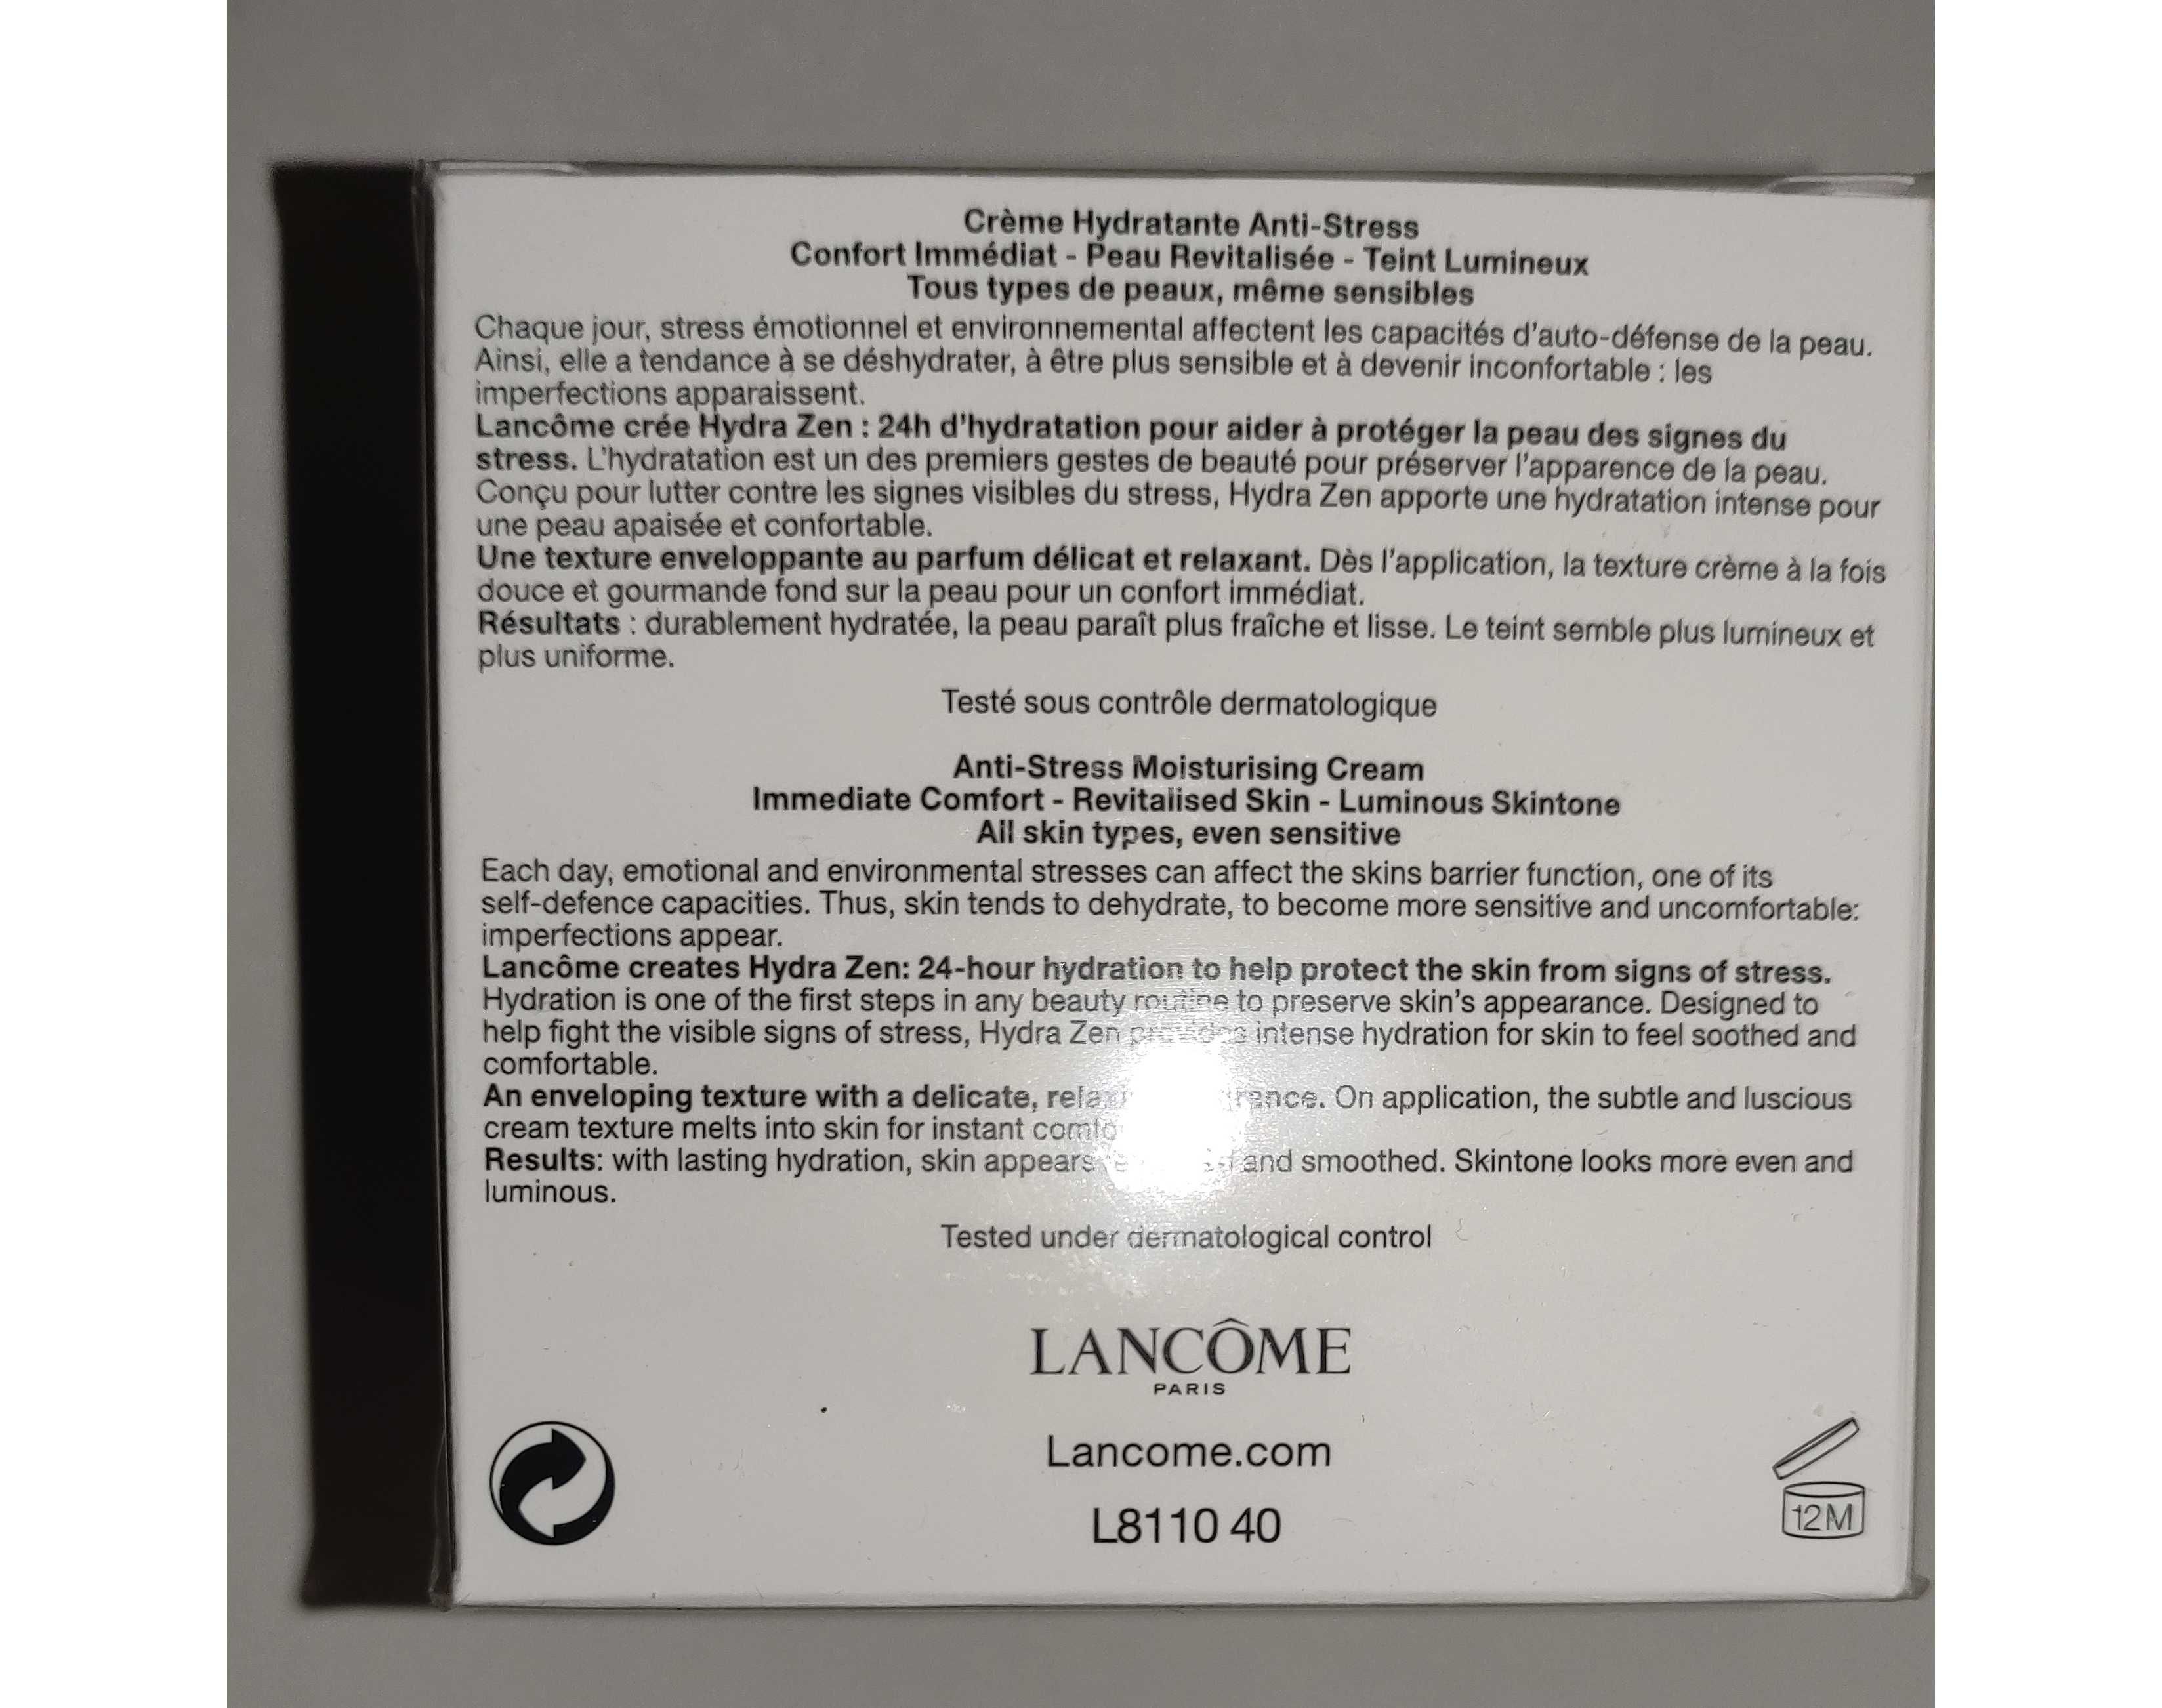 Crème Hydratante Anti-Stress
Confort Immédiat - Peau Revitalisée - Teint Lumineux
Tous types de peaux, même sensibles
Chaque jour, stress émotionnel et environnemental affectent les capacités d'auto-défense de la peau.
Ainsi, elle a tendance à se déshydrater, à être plus sensible et à devenir inconfortable : les
imperfections apparaissent.
Lancôme crée Hydra Zen : 24h d'hydratation pour aider à protéger la peau des signes du
stress. L'hydratation est un des premiers gestes de beauté pour préserver l'apparence de la peau.
Conçu pour lutter contre les signes visibles du stress, Hydra Zen apporte une hydratation intense pour
une peau apaisée et confortable.
Une texture enveloppante au parfum délicat et relaxant. Dès l'application, la texture crème à la fois
douce et gourmande fond sur la peau pour un confort immédiat.
Résultats : durablement hydratée, la peau paraît plus fraîche et lisse. Le teint semble plus lumineux et
plus uniforme.
Testé sous contrôle dermatologique
Anti-Stress Moisturising Cream
Immediate Comfort - Revitalised Skin - Luminous Skintone
All skin types, even sensitive
Each day, emotional and environmental stresses can affect the skins barrier function, one of its
self-defence capacities. Thus, skin tends to dehydrate, to become more sensitive and uncomfortable:
imperfections appear.
Lancôme creates Hydra Zen: 24-hour hydration to help protect the skin from signs of stress.
Hydration is one of the first steps in any beauty routine to preserve skin's appearance. Designed to
help fight the visible signs of stress, Hydra Zen provides intense hydration for skin to feel soothed and
comfortable.
An enveloping texture with a delicate, On application, the subtle and luscious
cream texture melts into skin for instant
Results: with lasting hydration, skin appears and smoothed. Skintone looks more even and
luminous.
Tested under dermatological control
LANCÔME
PARIS
Lancome.com
L8110 40
12M